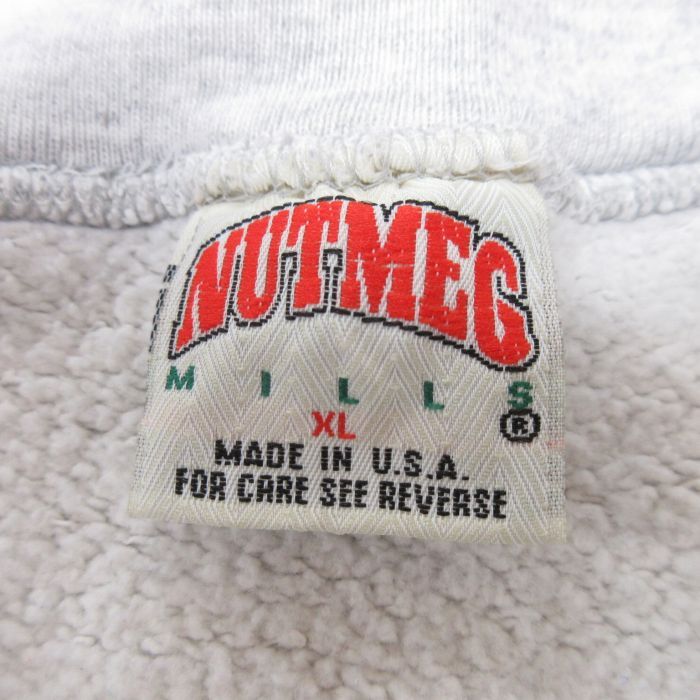 NUTMEG
MILLS
XL ®
MADE IN U.S.A.
FOR CARE SEE REVERSE